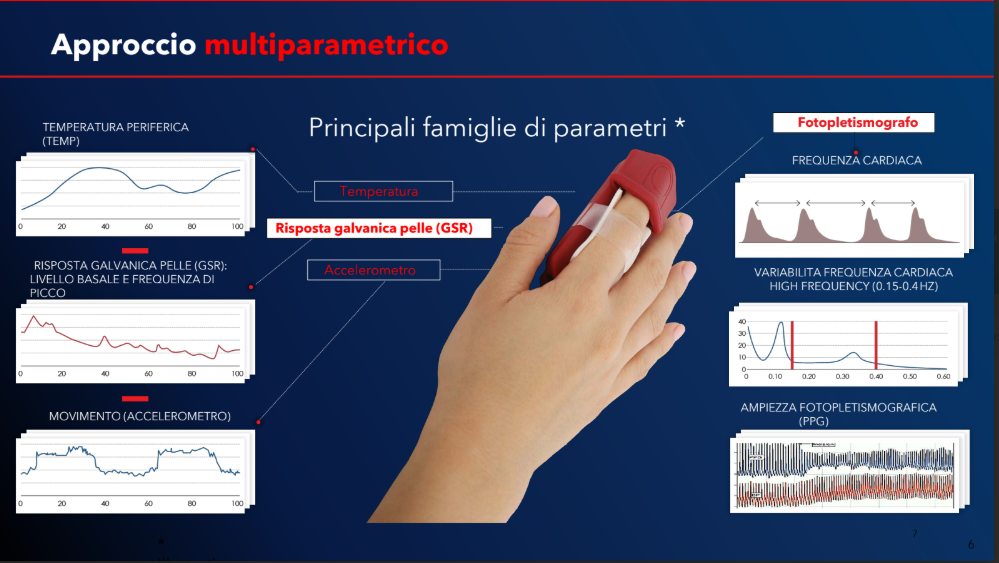 Approccio multiparametrico
Principali famiglie di parametri *
TEMPERATURA PERIFERICA
(TEMP)
0 20 40 60 80 100
RISPOSTA GALVANICA PELLE (GSR):
LIVELLO BASALE E FREQUENZA DI
PICCO
0 20 40 60 80 100
MOVIMENTO (ACCELEROMETRO)
0 20 40 60 80 100
Temperatura
Risposta galvanica pelle (GSR)
Accelerometro
Fotopletismografo
FREQUENZA CARDIACA
VARIABILITA FREQUENZA CARDIACA
HIGH FREQUENCY (0.15-0.4HZ)
40
30
20
10
0
0 0.10 0.20 0.30 0.40 0.50 0.60
AMPIEZZA FOTOPLETISMOGRAFICA
(PPG)
7
6